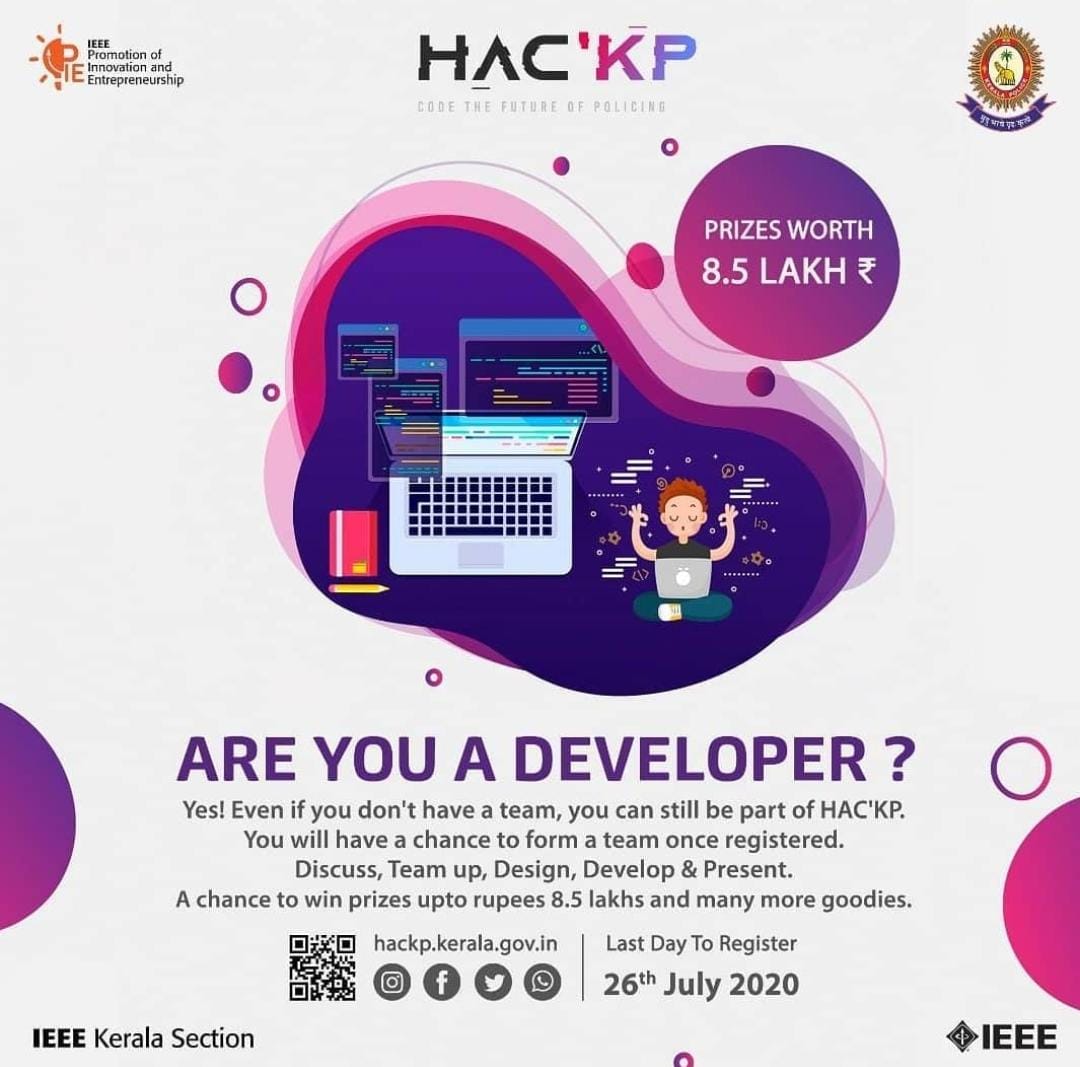 IEEE
Promotion of
Innovation and
Entrepreneurship
PIE
HAC'KP
CODE THE FUTURE OF POLICING
KERALA POLICE
मृदु भावे दृढ कृत्ये
PRIZES WORTH
8.5 LAKH ₹
ARE YOU A DEVELOPER ?
Yes! Even if you don't have a team, you can still be part of HAC'KP.
You will have a chance to form a team once registered.
Discuss, Team up, Design, Develop & Present.
A chance to win prizes upto rupees 8.5 lakhs and many more goodies.
hackp.kerala.gov.in
Last Day To Register
26th July 2020
IEEE Kerala Section
IEEE